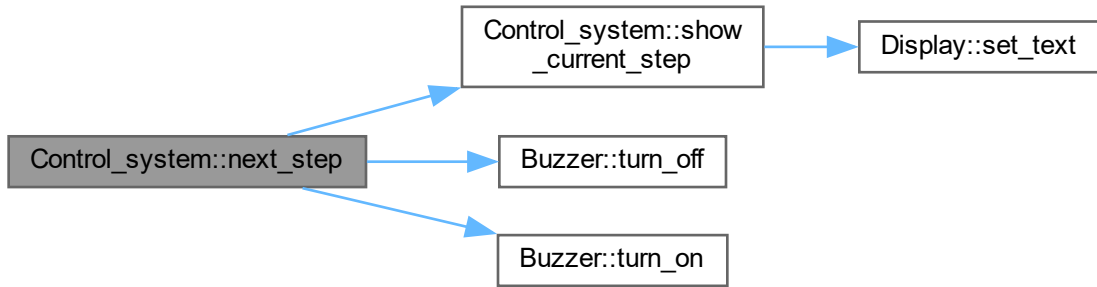 Control_system::next_step
Control_system::show
_current_step
Display::set_text
Buzzer::turn_off
Buzzer::turn_on